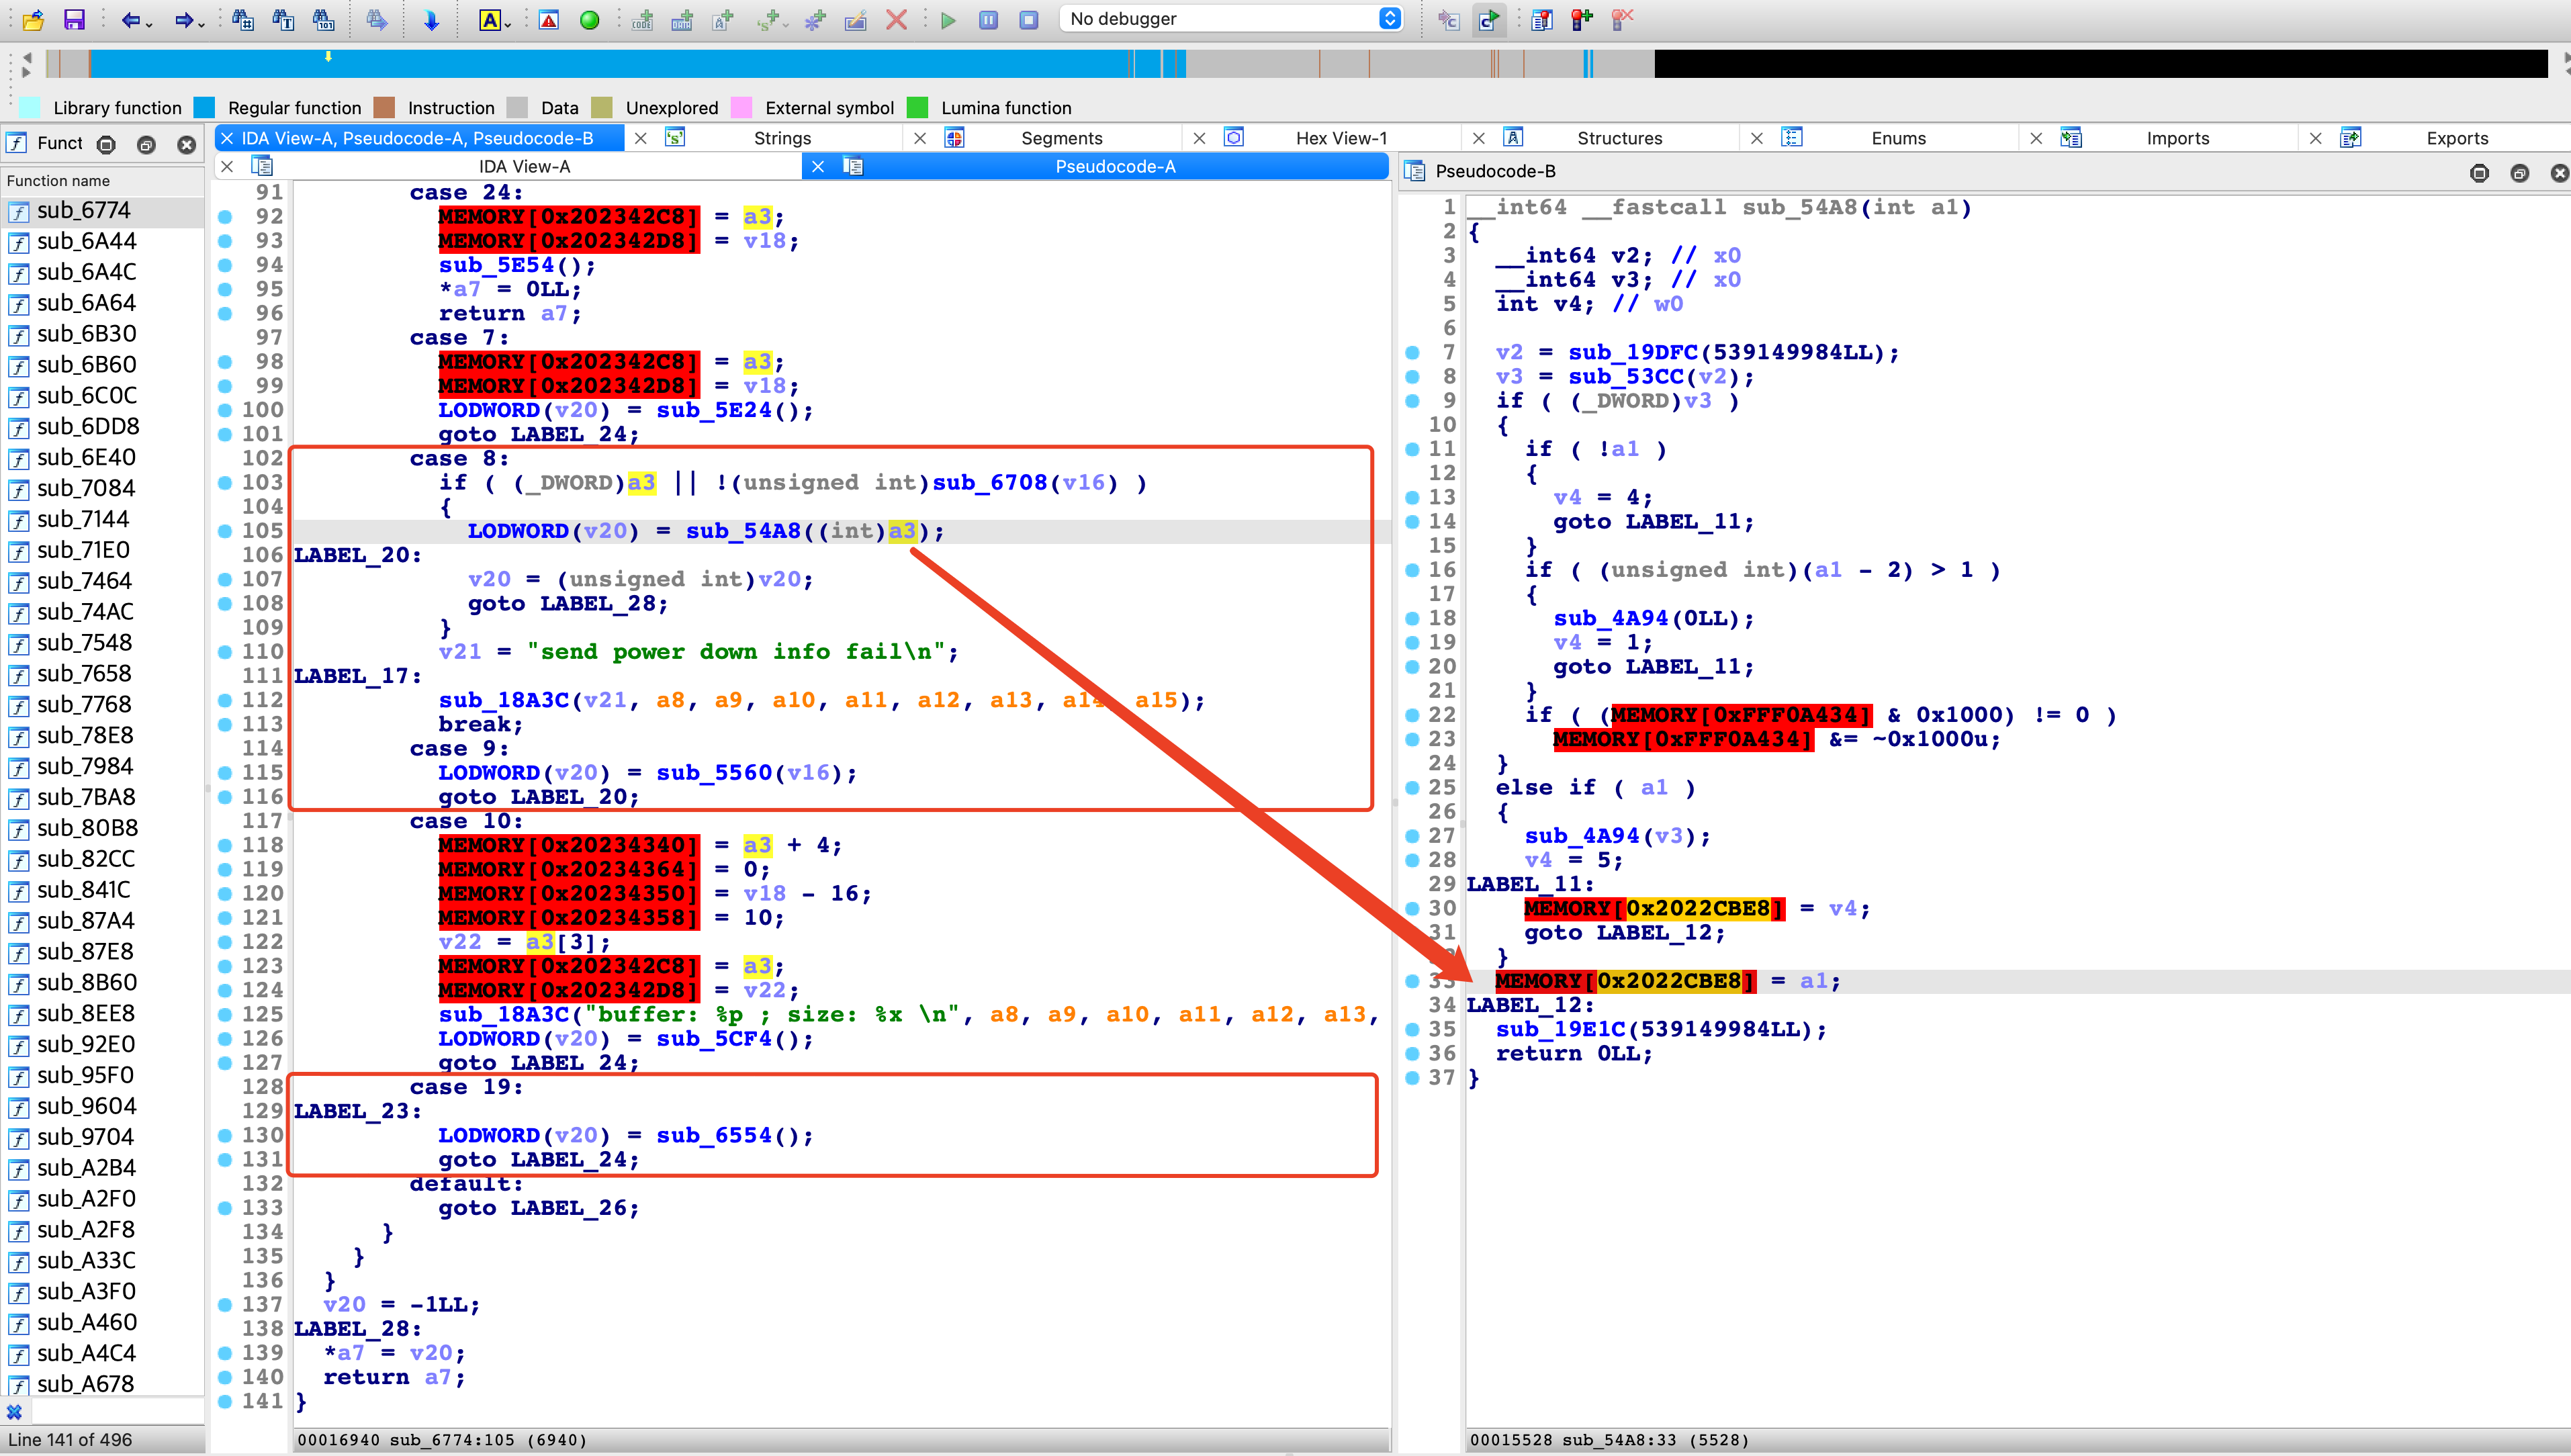 No debugger
Library function Regular function Instruction Data Unexplored External symbol Lumina function
Funct
IDA View-A, Pseudocode-A, Pseudocode-B
Strings
Segments
Hex View-1
Structures
Enums
Imports
Exports
Function name
sub_6774
sub_6A44
sub_6A4C
sub_6A64
sub_6B30
sub_6B60
sub_6C0C
sub_6DD8
sub_6E40
sub_7084
sub_7144
sub_71E0
sub_7464
sub_74AC
sub_7548
sub_7658
sub_7768
sub_78E8
sub_7984
sub_7BA8
sub_80B8
sub_82CC
sub_841C
sub_87A4
sub_87E8
sub_8B60
sub_8EE8
sub_92E0
sub_95F0
sub_9604
sub_9704
sub_A2B4
sub_A2F0
sub_A2F8
sub_A33C
sub_A3F0
sub_A460
sub_A4C4
sub_A678
Line 141 of 496
IDA View-A
Pseudocode-A
91 case 24:
92 MEMORY[0x202342C8] = a3;
93 MEMORY[0x202342D8] = v18;
94 sub_5E54();
95 *a7 = 0LL;
96 return a7;
97 case 7:
98 MEMORY[0x202342C8] = a3;
99 MEMORY[0x202342D8] = v18;
100 LODWORD(v20) = sub_5E24();
101 goto LABEL_24;
102 case 8:
103 if ( (_DWORD)a3 || !(unsigned int)sub_6708(v16) )
104 {
105 LODWORD(v20) = sub_54A8((int)a3);
106 LABEL_20:
107 v20 = (unsigned int)v20;
108 goto LABEL_28;
109 }
110 v21 = "send power down info fail\n";
111 LABEL_17:
112 sub_18A3C(v21, a8, a9, a10, a11, a12, a13, a14, a15);
113 break;
114 case 9:
115 LODWORD(v20) = sub_5560(v16);
116 goto LABEL_20;
117 case 10:
118 MEMORY[0x20234340] = a3 + 4;
119 MEMORY[0x20234364] = 0;
120 MEMORY[0x20234350] = v18 - 16;
121 MEMORY[0x20234358] = 10;
122 v22 = a3[3];
123 MEMORY[0x202342C8] = a3;
124 MEMORY[0x202342D8] = v22;
125 sub_18A3C("buffer: %p ; size: %x \n", a8, a9, a10, a11, a12, a13,
126 LODWORD(v20) = sub_5CF4();
127 goto LABEL_24;
128 case 19:
129 LABEL_23:
130 LODWORD(v20) = sub_6554();
131 goto LABEL_24;
132 default:
133 goto LABEL_26;
134 }
135 }
136 }
137 v20 = -1LL;
138 LABEL_28:
139 *a7 = v20;
140 return a7;
141 }
00016940 sub_6774:105 (6940)
Pseudocode-B
1 __int64 __fastcall sub_54A8(int a1)
2 {
3 __int64 v2; // x0
4 __int64 v3; // x0
5 int v4; // w0
6
7 v2 = sub_19DFC(539149984LL);
8 v3 = sub_53CC(v2);
9 if ( (_DWORD)v3 )
10 {
11 if ( !a1 )
12 {
13 v4 = 4;
14 goto LABEL_11;
15 }
16 if ( (unsigned int)(a1 - 2) > 1 )
17 {
18 sub_4A94(0LL);
19 v4 = 1;
20 goto LABEL_11;
21 }
22 if ( (MEMORY[0xFFF0A434] & 0x1000) != 0 )
23 MEMORY[0xFFF0A434] &= ~0x1000u;
24 }
25 else if ( a1 )
26 {
27 sub_4A94(v3);
28 v4 = 5;
29 LABEL_11:
30 MEMORY[0x2022CBE8] = v4;
31 goto LABEL_12;
}
33 MEMORY[0x2022CBE8] = a1;
34 LABEL_12:
35 sub_19E1C(539149984LL);
36 return 0LL;
37 }
00015528 sub_54A8:33 (5528)